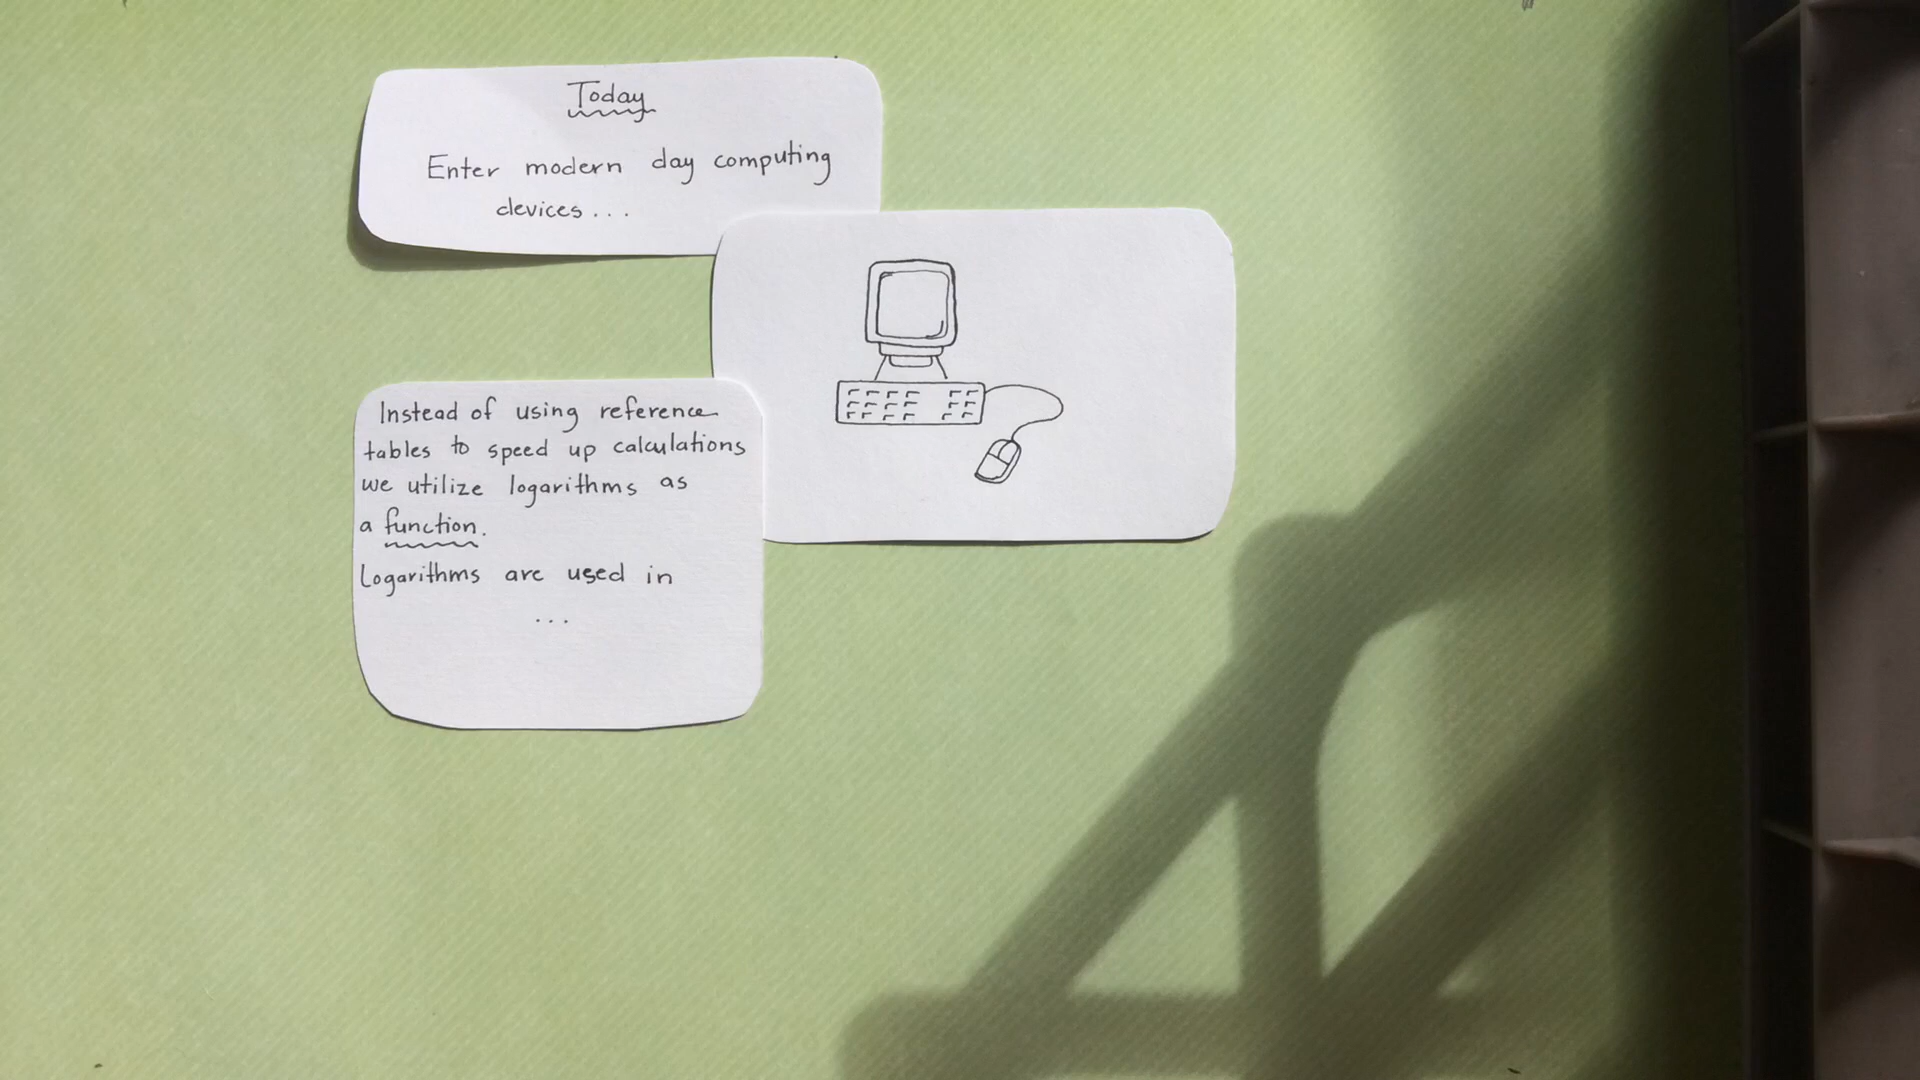 Today
Enter modern day computing
devices...
Instead of using reference
tables to speed up calculations
we utilize logarithms as
a function.
Logarithms are used in
...